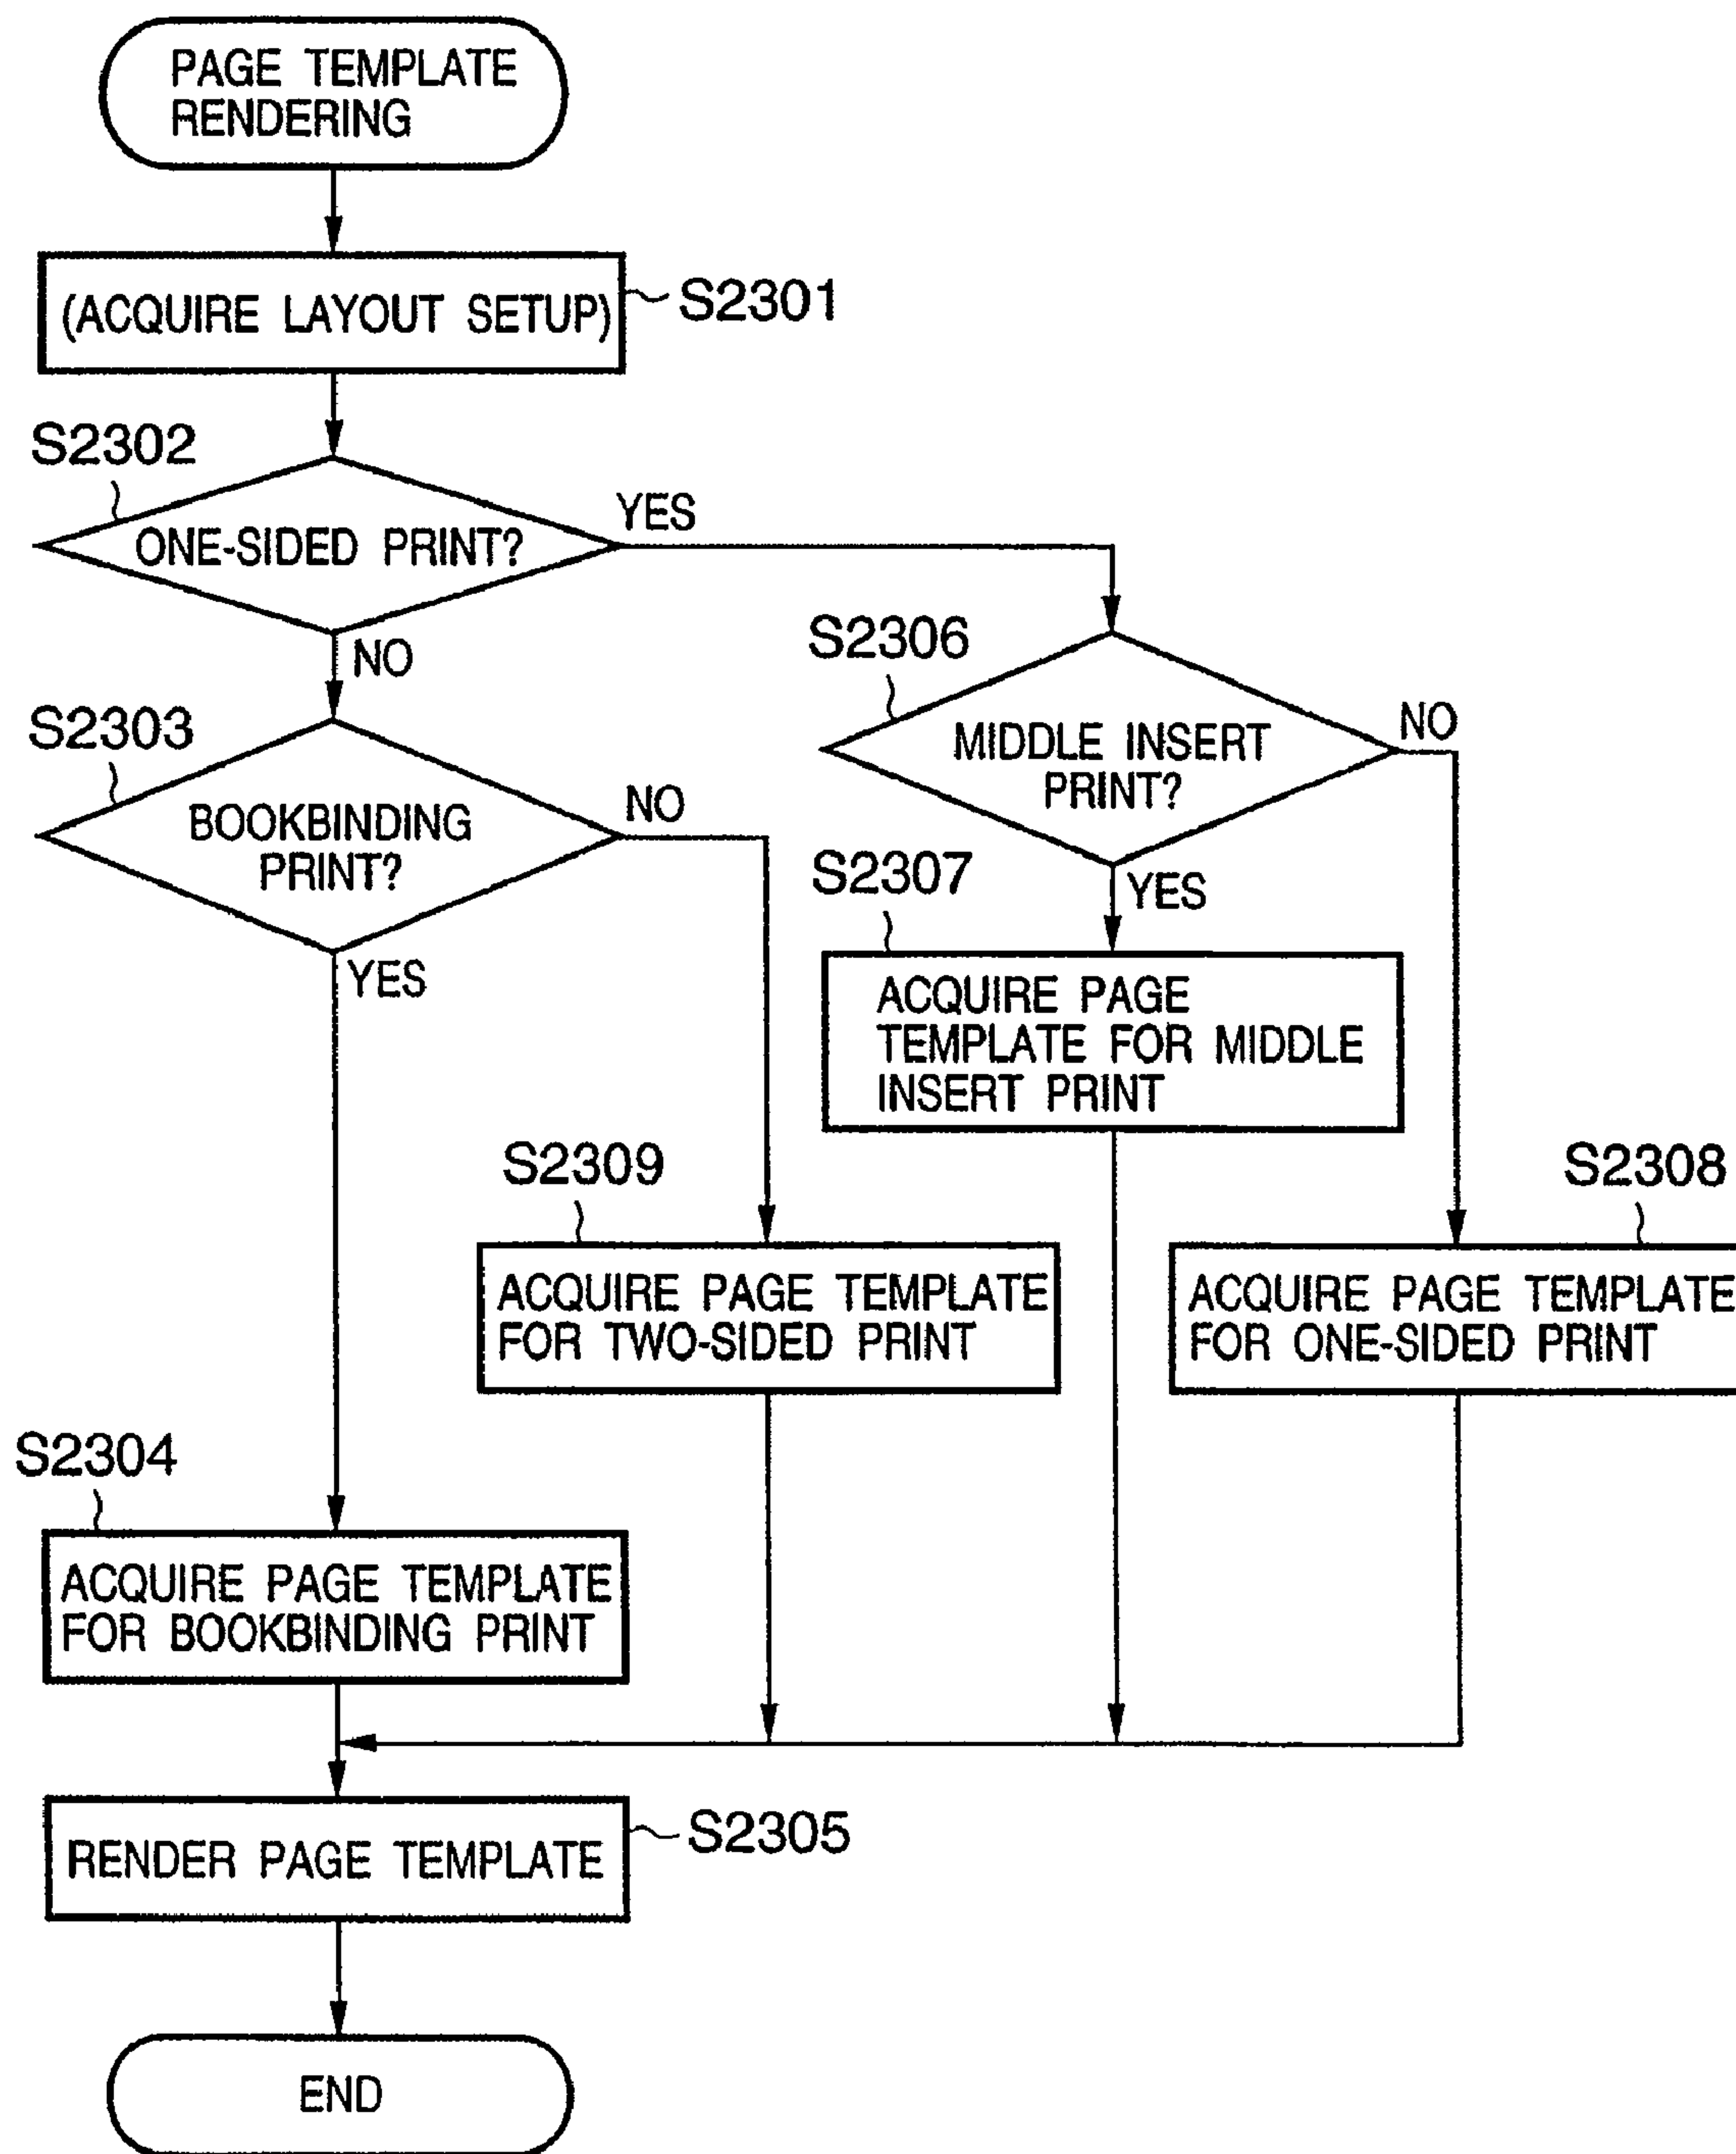 PAGE TEMPLATE
RENDERING
(ACQUIRE LAYOUT SETUP)
S2301
S2302
ONE-SIDED PRINT?
YES
NO
S2306
MIDDLE INSERT
PRINT?
NO
YES
S2303
BOOKBINDING
PRINT?
NO
YES
S2307
ACQUIRE PAGE
TEMPLATE FOR MIDDLE
INSERT PRINT
S2309
ACQUIRE PAGE TEMPLATE
FOR TWO-SIDED PRINT
S2308
ACQUIRE PAGE TEMPLATE
FOR ONE-SIDED PRINT
S2304
ACQUIRE PAGE TEMPLATE
FOR BOOKBINDING PRINT
RENDER PAGE TEMPLATE
S2305
END